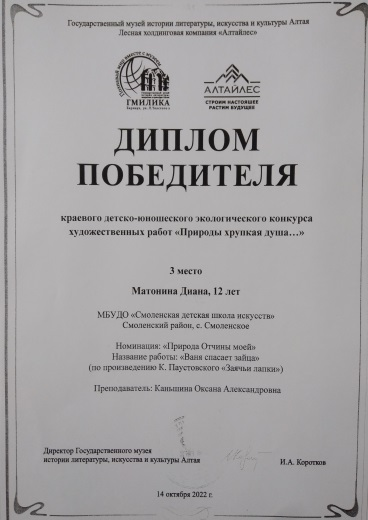 Государственный музей истории литературы, искусства и культуры Алтая
Лесная холдинговая компания «Алтайлес»
ГМИЛИКА
АЛТАЙЛЕС
СТРОИМ НАСТОЯЩЕЕ
РАСТИМ БУДУЩЕЕ
ДИПЛОМ
ПОБЕДИТЕЛЯ
краевого детско-юношеского экологического конкурса
художественных работ «Природы хрупкая душа…»
3 место
Матонина Диана, 12 лет
МБУДО «Смоленская детская школа искусств»
Смоленский район, с. Смоленское
Номинация: «Природа Отчины моей»
Название работы: «Ваня спасает зайца»
(по произведению К. Паустовского «Заячьи лапки»)
Преподаватель: Каньшина Оксана Александровна
Директор Государственного музея
истории литературы, искусства и культуры Алтая
И.А. Коротков
14 октября 2022 г.